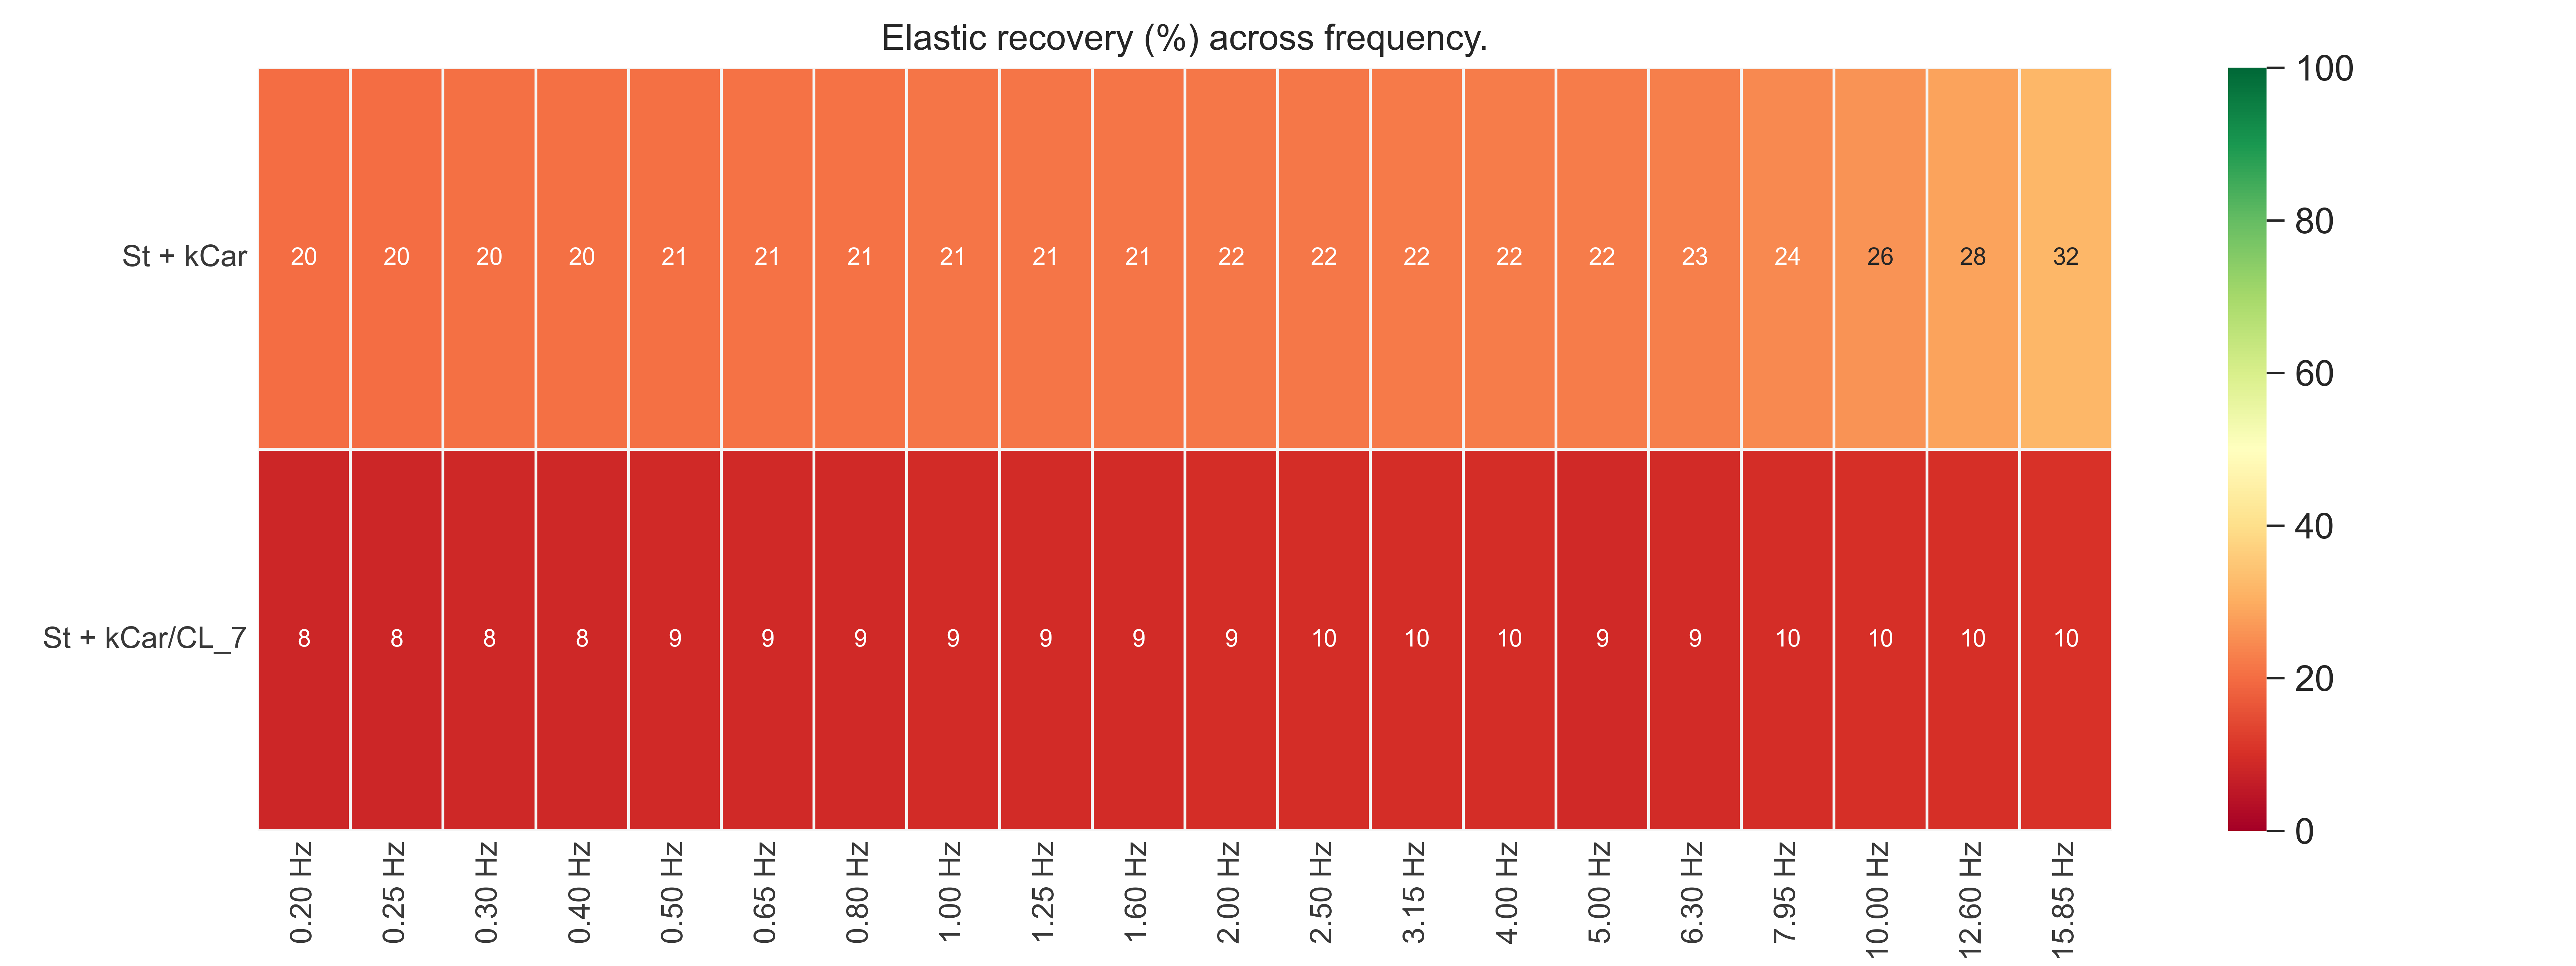 Elastic recovery (%) across frequency.
St + kCar 20 20 20 20 21 21 21 21 21 21 22 22 22 22 22 23 24 26 28 32
St + kCar/CL_7 8 8 8 8 9 9 9 9 9 9 9 10 10 10 9 9 10 10 10 10
0.20 Hz 0.25 Hz 0.30 Hz 0.40 Hz 0.50 Hz 0.65 Hz 0.80 Hz 1.00 Hz 1.25 Hz 1.60 Hz 2.00 Hz 2.50 Hz 3.15 Hz 4.00 Hz 5.00 Hz 6.30 Hz 7.95 Hz 10.00 Hz 12.60 Hz 15.85 Hz
100
80
60
40
20
0